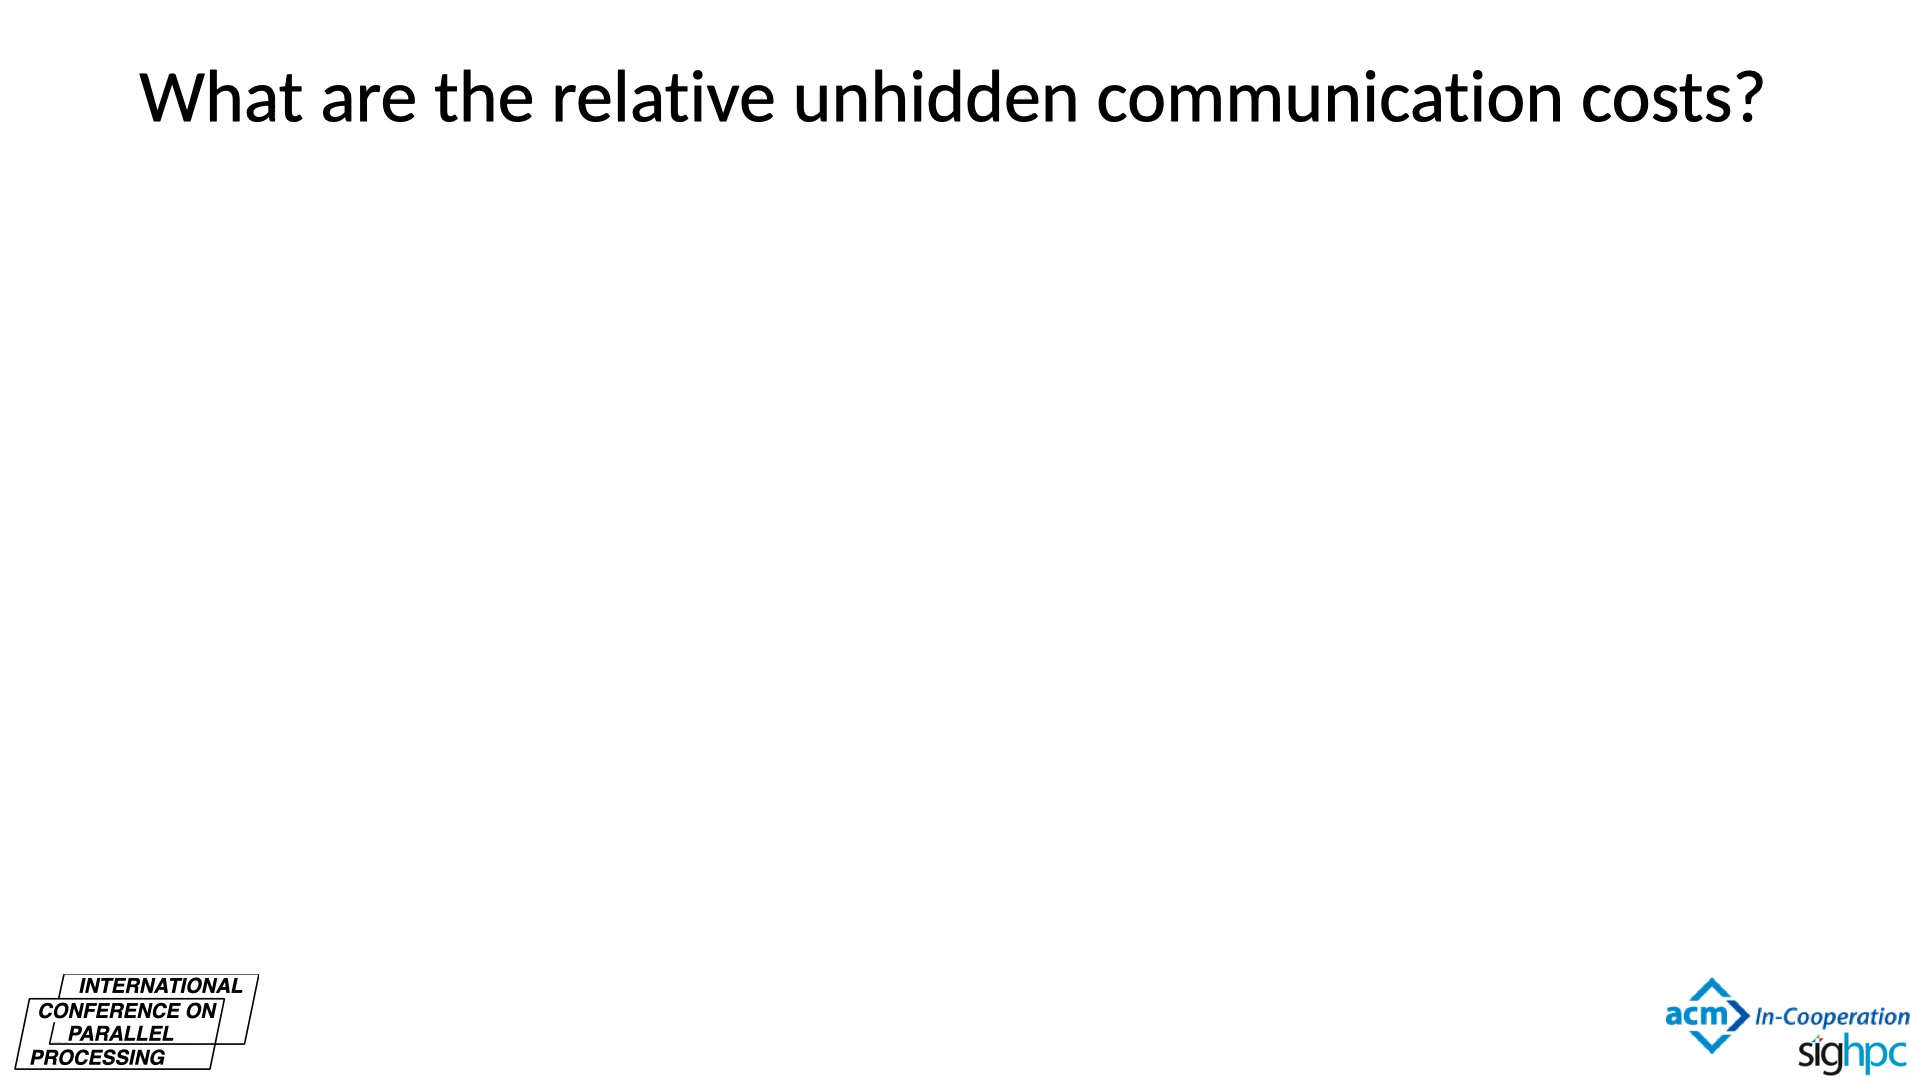 What are the relative unhidden communication costs?
INTERNATIONAL
CONFERENCE ON
PARALLEL
PROCESSING
acm In-Cooperation
sighpc